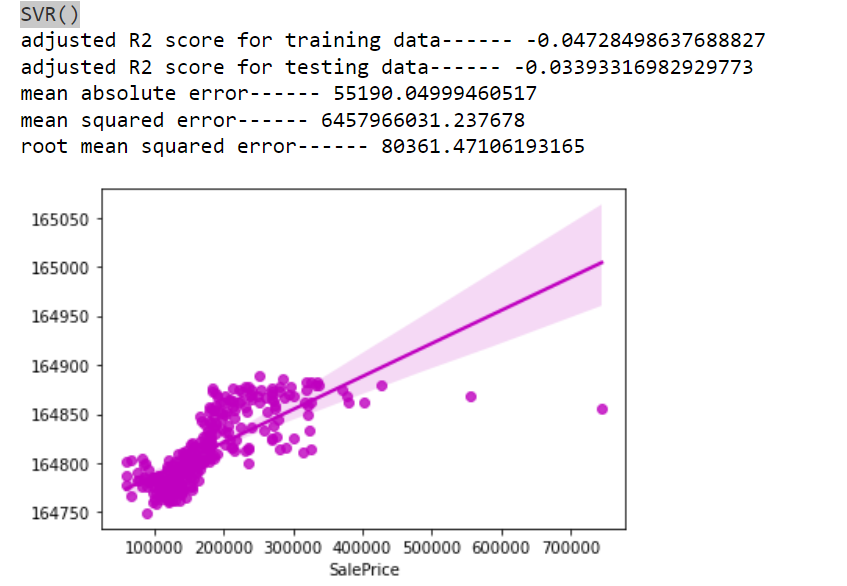 SVR()
adjusted R2 score for training data------ -0.04728498637688827
adjusted R2 score for testing data------ -0.03393316982929773
mean absolute error------ 55190.04999460517
mean squared error------ 6457966031.237678
root mean squared error------ 80361.47106193165
165050
165000
164950
164900
164850
164800
164750
100000 200000 300000 400000 500000 600000 700000
SalePrice